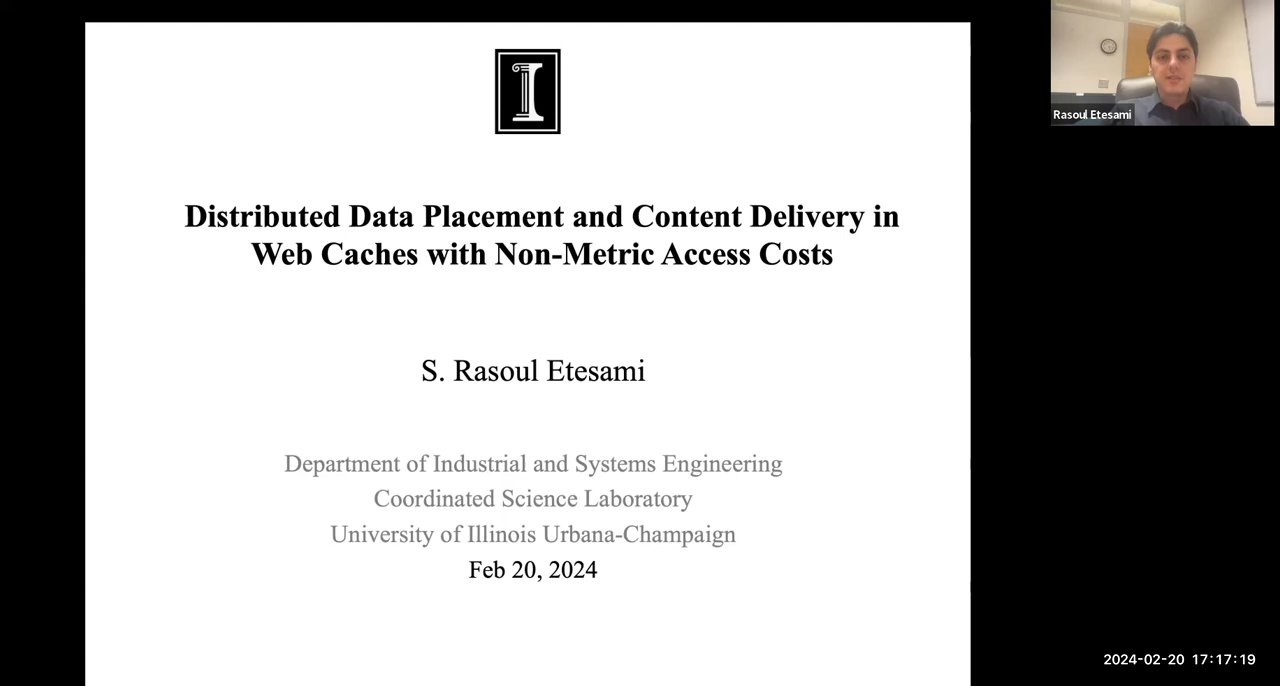 I
Distributed Data Placement and Content Delivery in
Web Caches with Non-Metric Access Costs
S. Rasoul Etesami
Department of Industrial and Systems Engineering
Coordinated Science Laboratory
University of Illinois Urbana-Champaign
Feb 20, 2024
Rasoul Etesami
2024-02-20 17:17:19